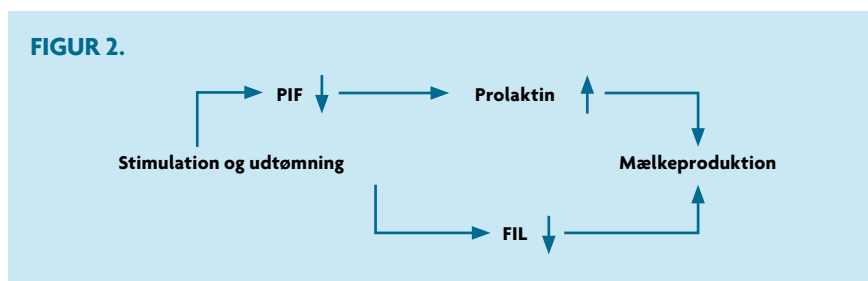 FIGUR 2.
PIF
Prolaktin
Stimulation og udtømning
Mælkeproduktion
FIL